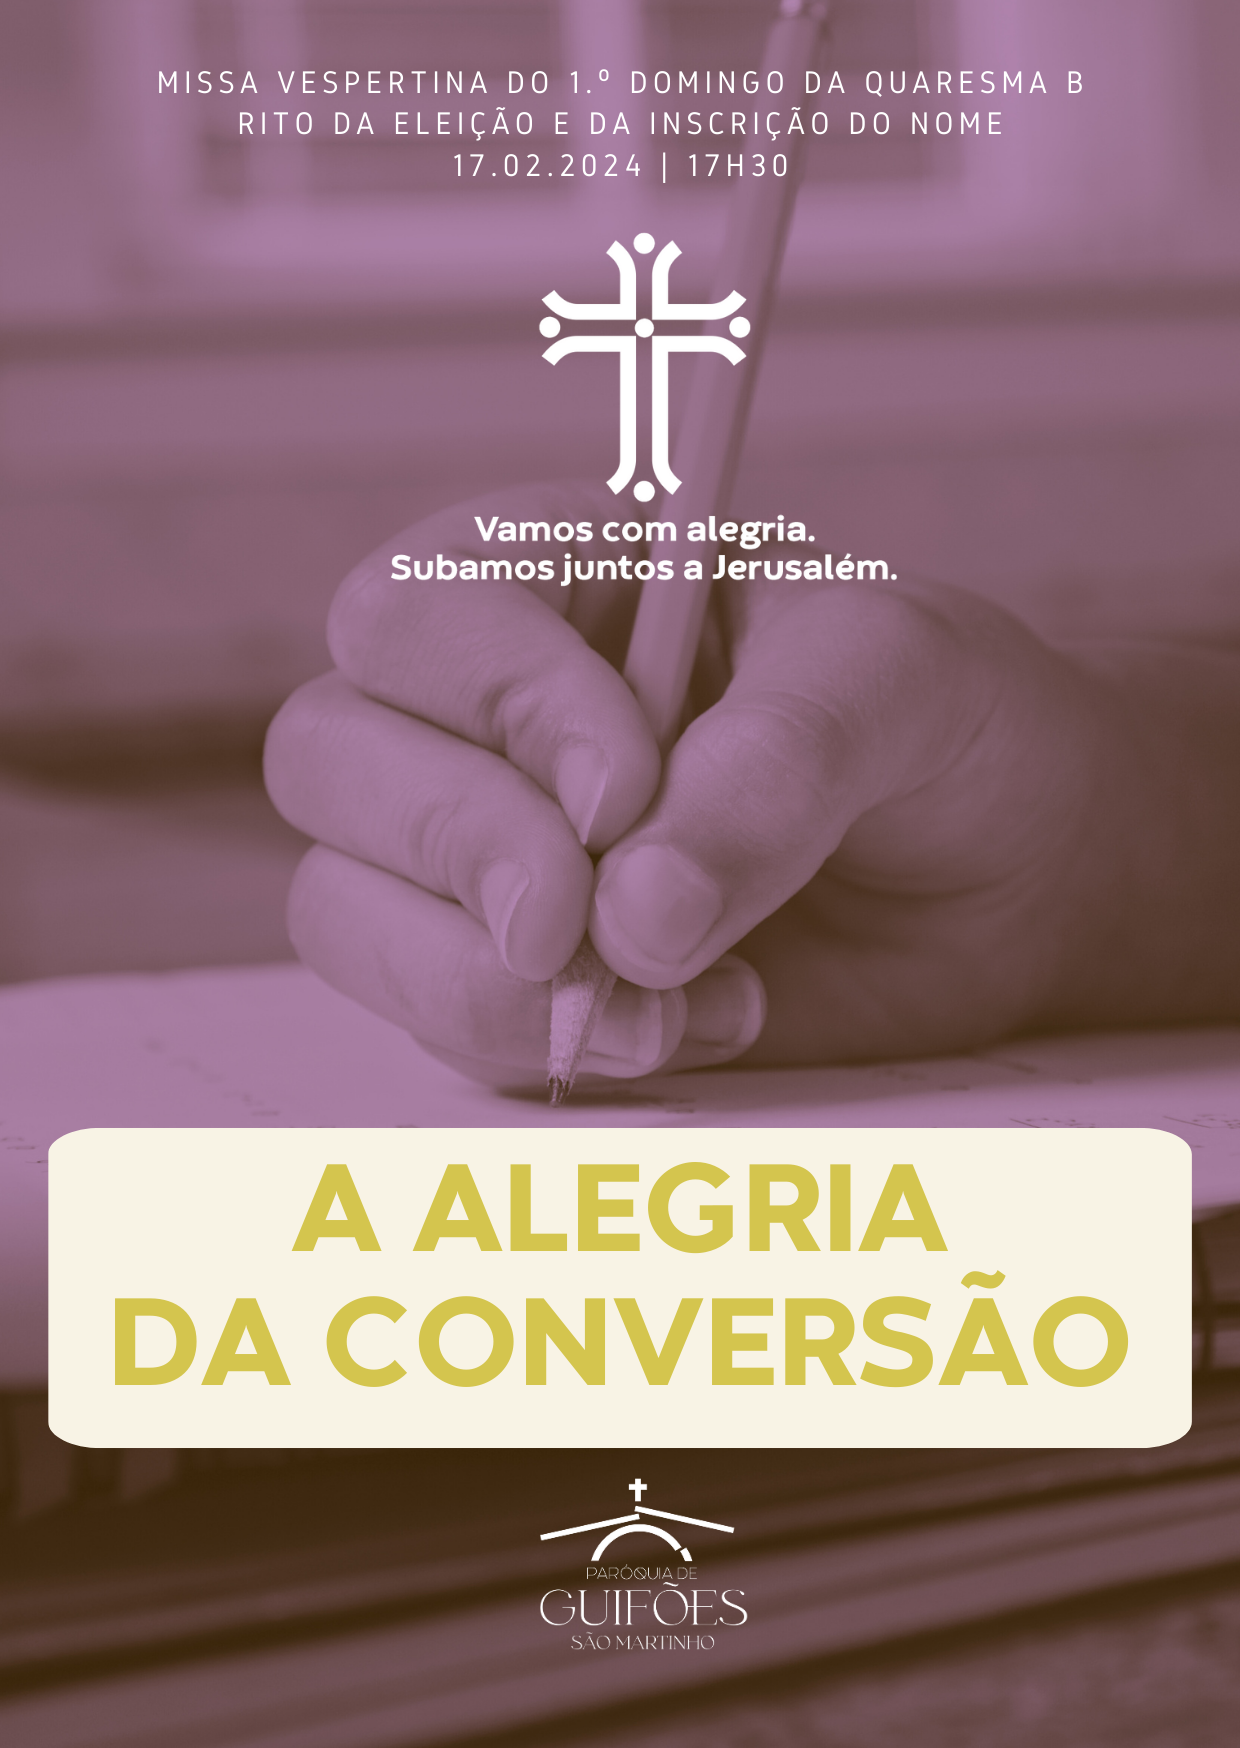 MISSA VESPERTINA DO 1.º DOMINGO DA QUARESMA B
RITO DA ELEIÇÃO E DA INSCRIÇÃO DO NOME
17.02.2024 | 17H30
Vamos com alegria.
Subamos juntos a Jerusalém.
A ALEGRIA
DA CONVERSÃO
PARÓQUIA DE
GUIFÕES
SÃO MARTINHO